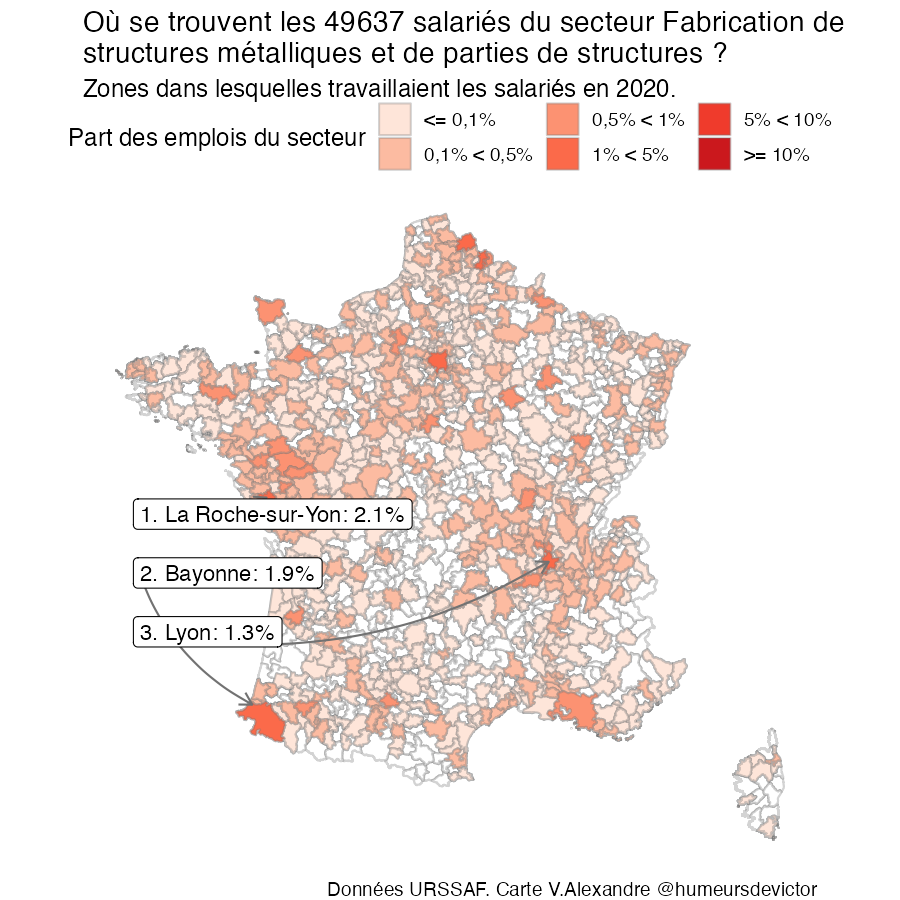 Où se trouvent les 49637 salariés du secteur Fabrication de
structures métalliques et de parties de structures ?
Zones dans lesquelles travaillaient les salariés en 2020.
Part des emplois du secteur
<= 0,1%
0,5% < 1%
5% < 10%
0,1% < 0,5%
1% < 5%
>= 10%
1. La Roche-sur-Yon: 2.1%
2. Bayonne: 1.9%
3. Lyon: 1.3%
Données URSSAF. Carte V.Alexandre @humeursdevictor